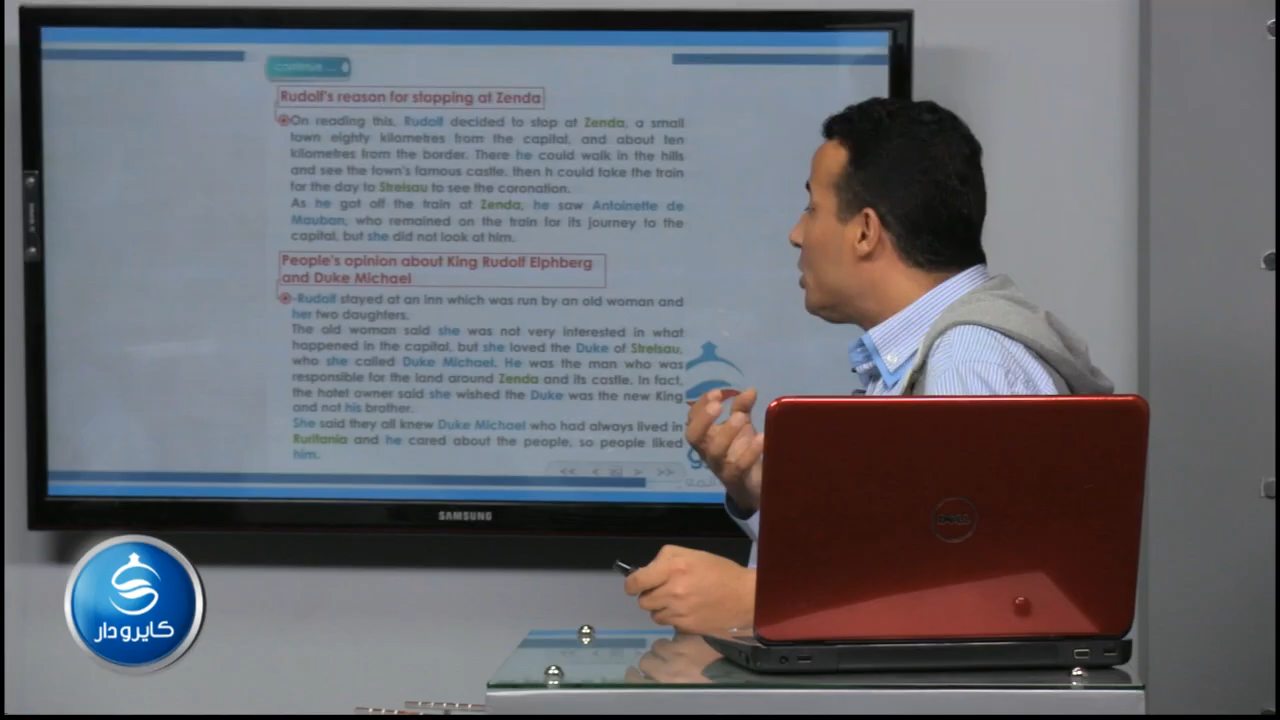 continue ...
Rudolf's reason for stopping at Zenda
On reading this, Rudolf decided to stop at Zenda, a small
town eighty kilometres from the capital, and about ten
kilometres from the border. There he could walk in the hills
and see the town's famous castle. then h could take the train
for the day to Strelsau to see the coronation.
As he got off the train at Zenda, he saw Antoinette de
Mauban, who remained on the train for its journey to the
capital, but she did not look at him.
People's opinion about King Rudolf Elphberg
and Duke Michael
-Rudolf stayed at an inn which was run by an old woman and
her two daughters.
The old woman said she was not very interested in what
happened in the capital, but she loved the Duke of Strelsau,
who she called Duke Michael. He was the man who was
responsible for the land around Zenda and its castle. In fact,
the hotel owner said she wished the Duke was the new King
and not his brother.
She said they all knew Duke Michael who had always lived in
Ruritania and he cared about the people, so people liked
him.
<< < > >>
SAMSUNG
DELL
كايرو دار